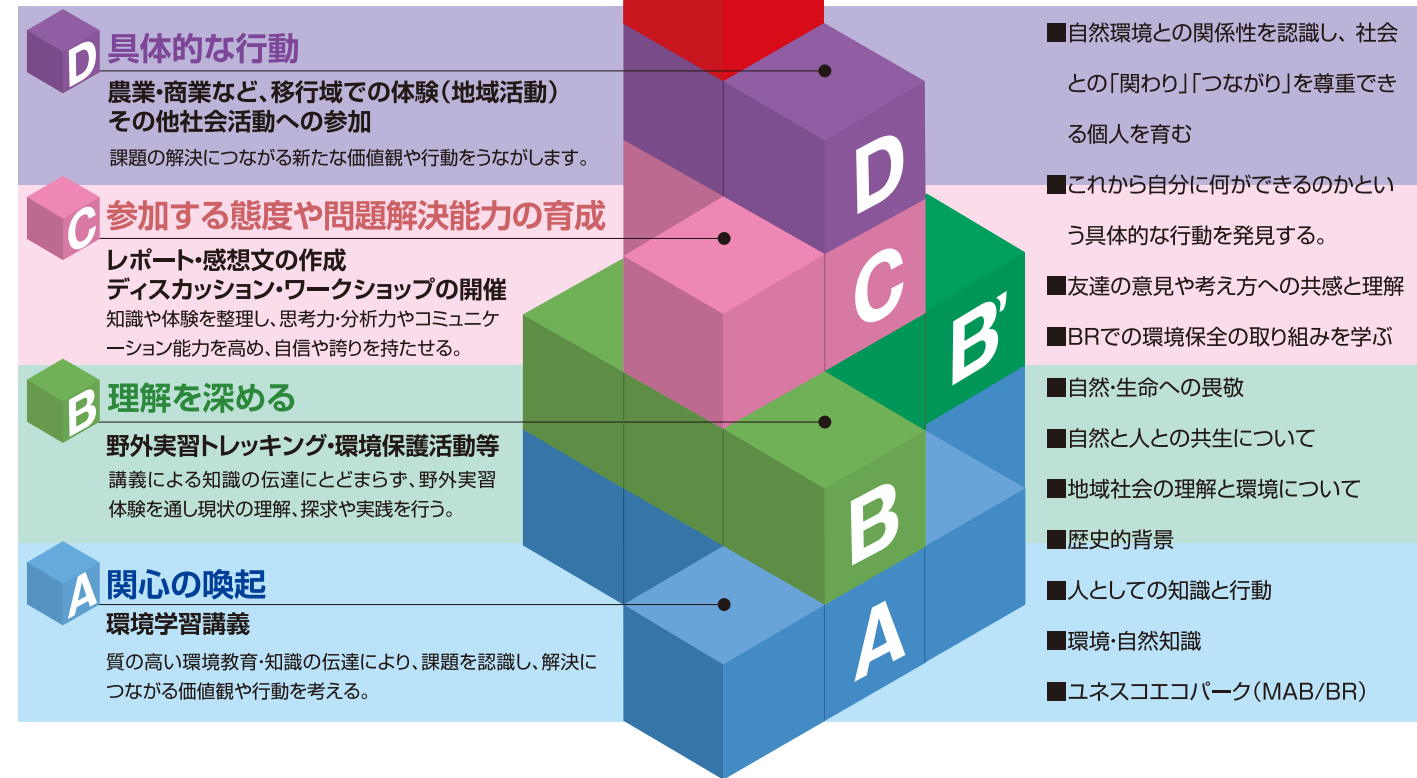 D
具体的な行動
農業・商業など、移行域での体験（地域活動）
その他社会活動への参加
課題の解決につながる新たな価値観や行動をうながします。
C
参加する態度や問題解決能力の育成
レポート・感想文の作成
ディスカッション・ワークショップの開催
知識や体験を整理し、思考力・分析力やコミュニケ
ーション能力を高め、自信や誇りを持たせる。
B
理解を深める
野外実習トレッキング・環境保護活動等
講義による知識の伝達にとどまらず、野外実習
体験を通し現状の理解、探求や実践を行う。
A
関心の喚起
環境学習講義
質の高い環境教育・知識の伝達により、課題を認識し、解決に
つながる価値観や行動を考える。
D
C
B’
B
A
■自然環境との関係性を認識し、社会
との「関わり」「つながり」を尊重でき
る個人を育む
■これから自分に何ができるのかとい
う具体的な行動を発見する。
■友達の意見や考え方への共感と理解
■BRでの環境保全の取り組みを学ぶ
■自然・生命への畏敬
■自然と人との共生について
■地域社会の理解と環境について
■歴史的背景
■人としての知識と行動
■環境・自然知識
■ユネスコエコパーク（MAB/BR）